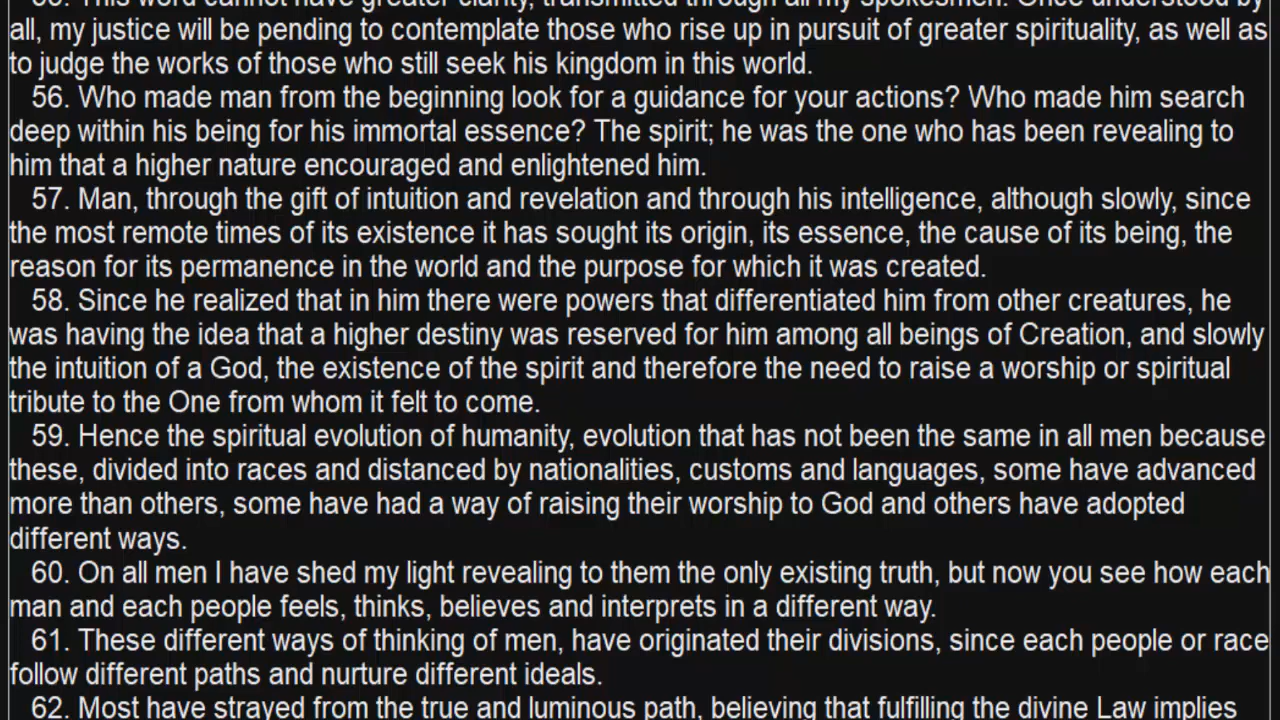 55. This word cannot have greater clarity, transmitted through all my spokesmen. Once understood by
all, my justice will be pending to contemplate those who rise up in pursuit of greater spirituality, as well as
to judge the works of those who still seek his kingdom in this world.
56. Who made man from the beginning look for a guidance for your actions? Who made him search
deep within his being for his immortal essence? The spirit; he was the one who has been revealing to
him that a higher nature encouraged and enlightened him.
57. Man, through the gift of intuition and revelation and through his intelligence, although slowly, since
the most remote times of its existence it has sought its origin, its essence, the cause of its being, the
reason for its permanence in the world and the purpose for which it was created.
58. Since he realized that in him there were powers that differentiated him from other creatures, he
was having the idea that a higher destiny was reserved for him among all beings of Creation, and slowly
the intuition of a God, the existence of the spirit and therefore the need to raise a worship or spiritual
tribute to the One from whom it felt to come.
59. Hence the spiritual evolution of humanity, evolution that has not been the same in all men because
these, divided into races and distanced by nationalities, customs and languages, some have advanced
more than others, some have had a way of raising their worship to God and others have adopted
different ways.
60. On all men I have shed my light revealing to them the only existing truth, but now you see how each
man and each people feels, thinks, believes and interprets in a different way.
61. These different ways of thinking of men, have originated their divisions, since each people or race
follow different paths and nurture different ideals.
62. Most have strayed from the true and luminous path, believing that fulfilling the divine Law implies